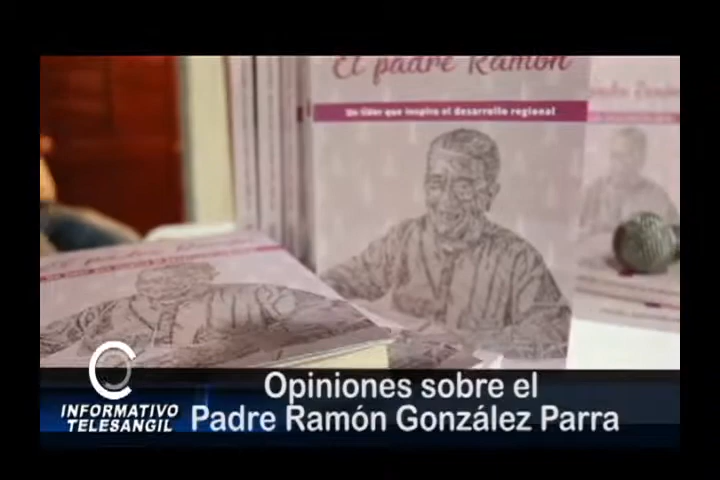 El padre Ramón
Un líder que inspira el desarrollo regional
INFORMATIVO
TELESANGIL
Opiniones sobre el
Padre Ramón González Parra